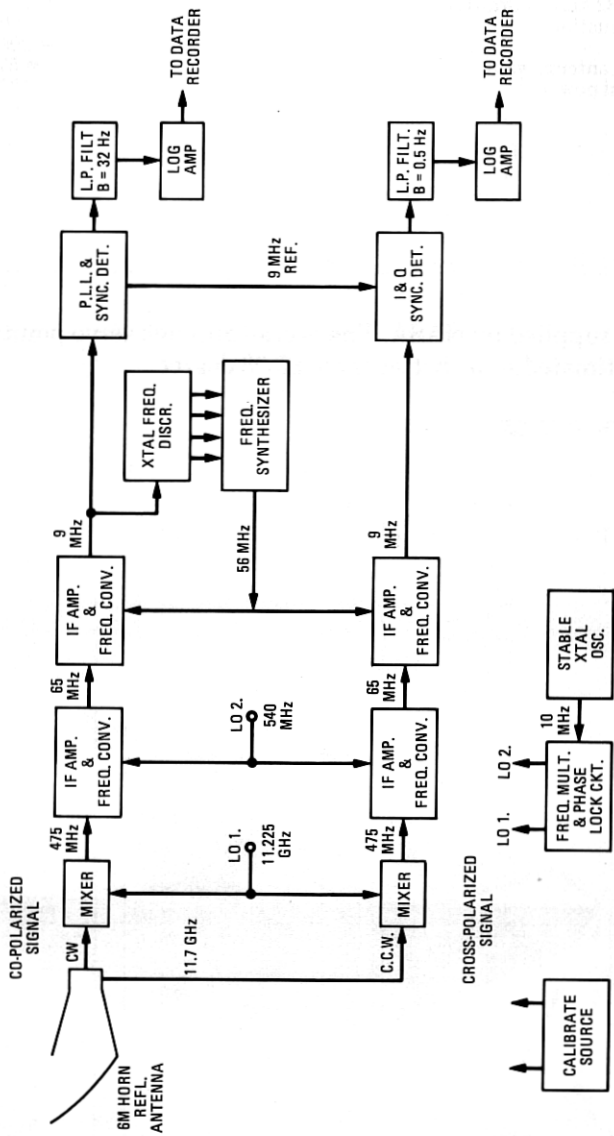 6M HORN
REFL.
ANTENNA
CO-POLARIZED
SIGNAL
CW
11.7 GHz
C.C.W.
MIXER
MIXER
CROSS-POLARIZED
SIGNAL
475
MHz
LO 1.
11.225
GHz
475
MHz
IF AMP.
&
FREQ. CONV.
LO 2.
540
MHz
IF AMP.
&
FREQ. CONV.
65
MHz
65
MHz
IF AMP.
&
FREQ. CONV.
56 MHz
IF AMP.
&
FREQ. CONV.
9
MHz
9
MHz
XTAL FREQ.
DISCR.
FREQ.
SYNTHESIZER
P.L.L. &
SYNC. DET.
9 MHz
REF.
I & Q
SYNC. DET.
L.P. FILT
B = 32 Hz
LOG
AMP
TO DATA
RECORDER
L.P. FILT.
B = 0.5 Hz
LOG
AMP
TO DATA
RECORDER
CALIBRATE
SOURCE
LO 1.
LO 2.
FREQ. MULT.
& PHASE
LOCK CKT.
10
MHz
STABLE
XTAL
OSC.